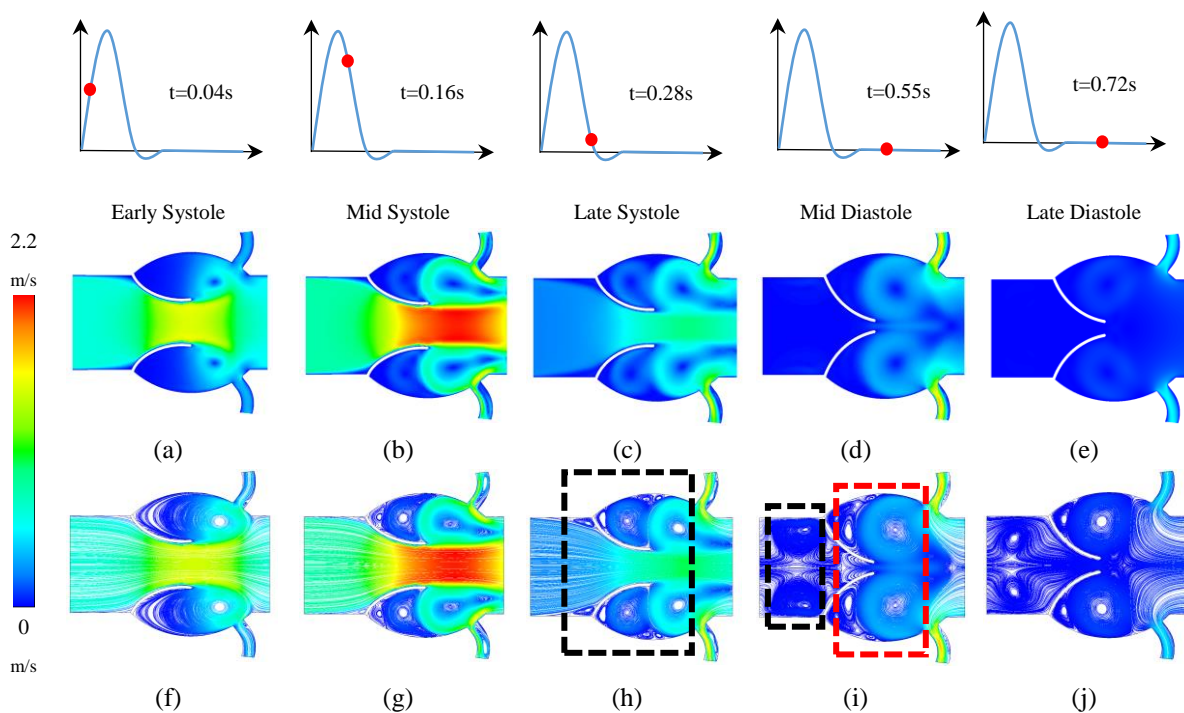 t=0.04s
t=0.16s
t=0.28s
t=0.55s
t=0.72s
Early Systole
Mid Systole
Late Systole
Mid Diastole
Late Diastole
2.2
m/s
0
m/s
(a)
(b)
(c)
(d)
(e)
(f)
(g)
(h)
(i)
(j)